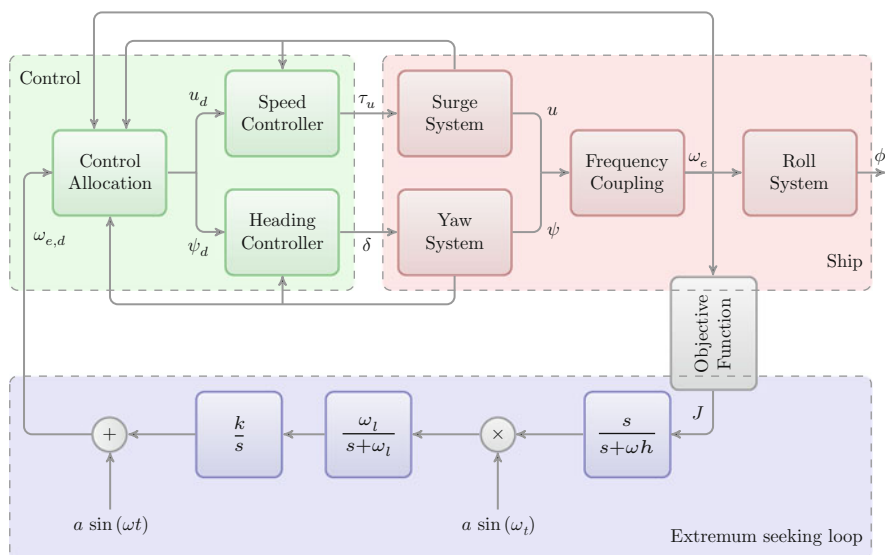 Control
u_d
Speed
Controller
τ_u
Surge
System
u
Control
Allocation
Frequency
Coupling
ω_e
Roll
System
ϕ
ω_{e,d}
ψ_d
Heading
Controller
δ
Yaw
System
ψ
Ship
Objective
Function
J
+
k/s
ω_l/(s+ω_l)
×
s/(s+ωh)
a sin (ωt)
a sin (ω_t)
Extremum seeking loop